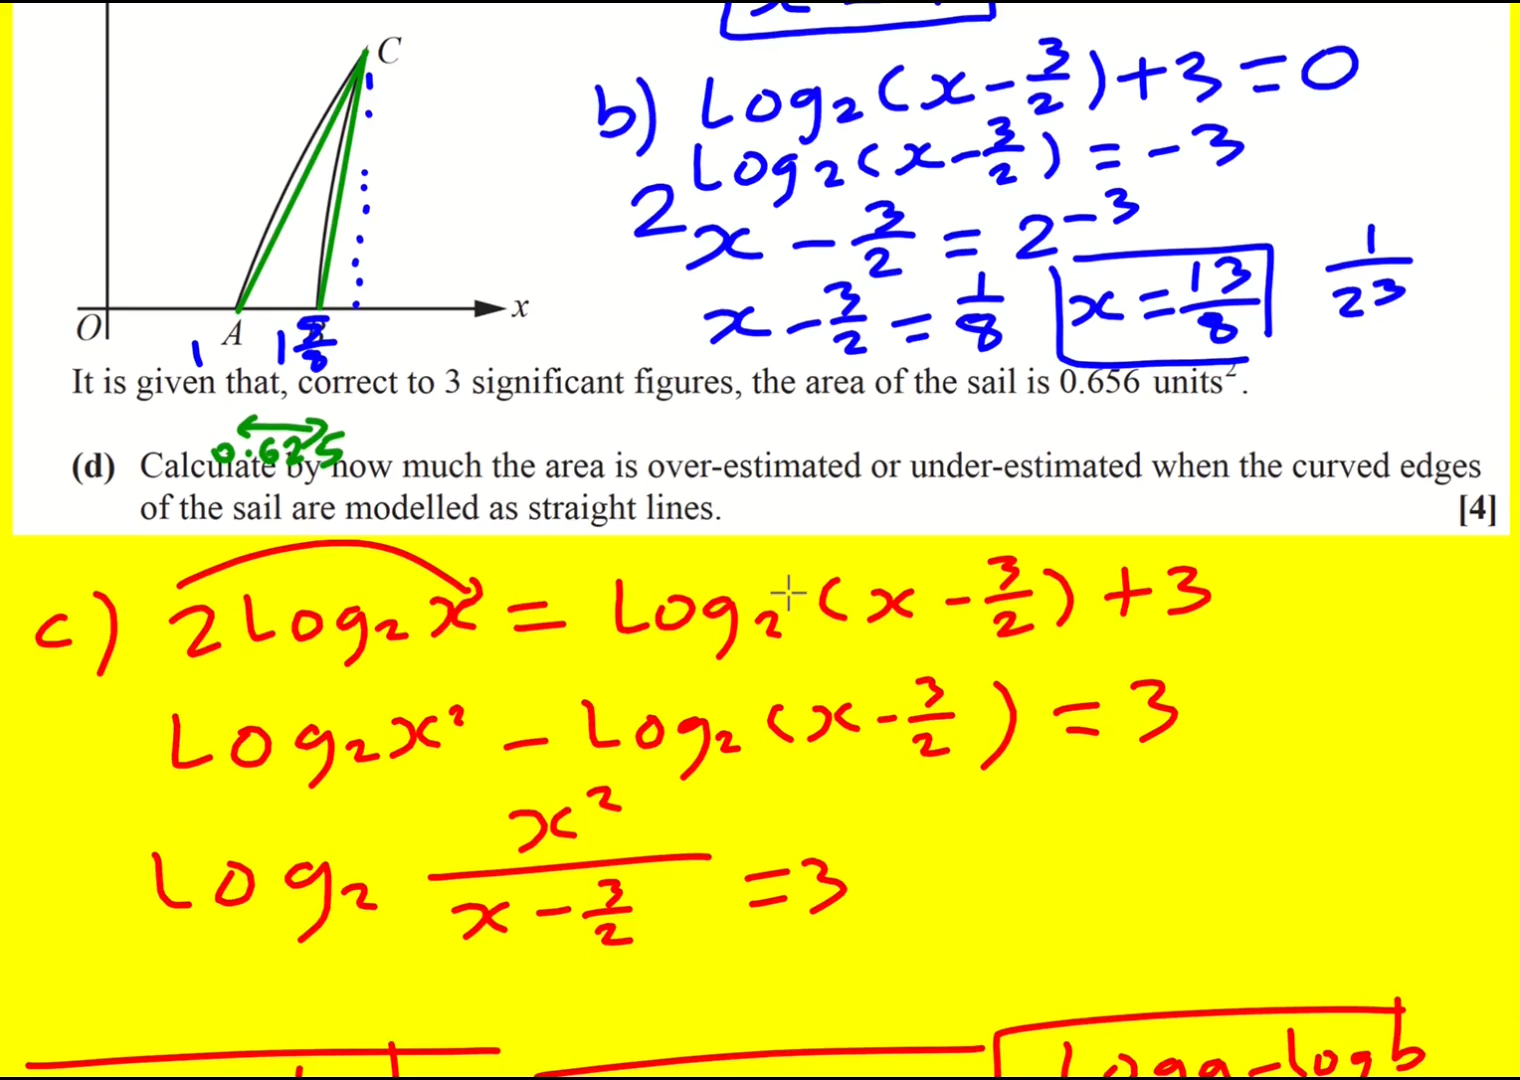 b) Log₂(x - 3/2) + 3 = 0
Log₂(x - 3/2) = -3
2
x - 3/2 = 2⁻³
x - 3/2 = 1/8
x = 13/8
1/2³
C
x
O
A
1
1 5/8
It is given that, correct to 3 significant figures, the area of the sail is 0.656 units².
0.625
(d) Calculate by how much the area is over-estimated or under-estimated when the curved edges
of the sail are modelled as straight lines. [4]
c) 2Log₂x = Log₂(x - 3/2) + 3
Log₂x² - Log₂(x - 3/2) = 3
Log₂ x²/(x - 3/2) = 3